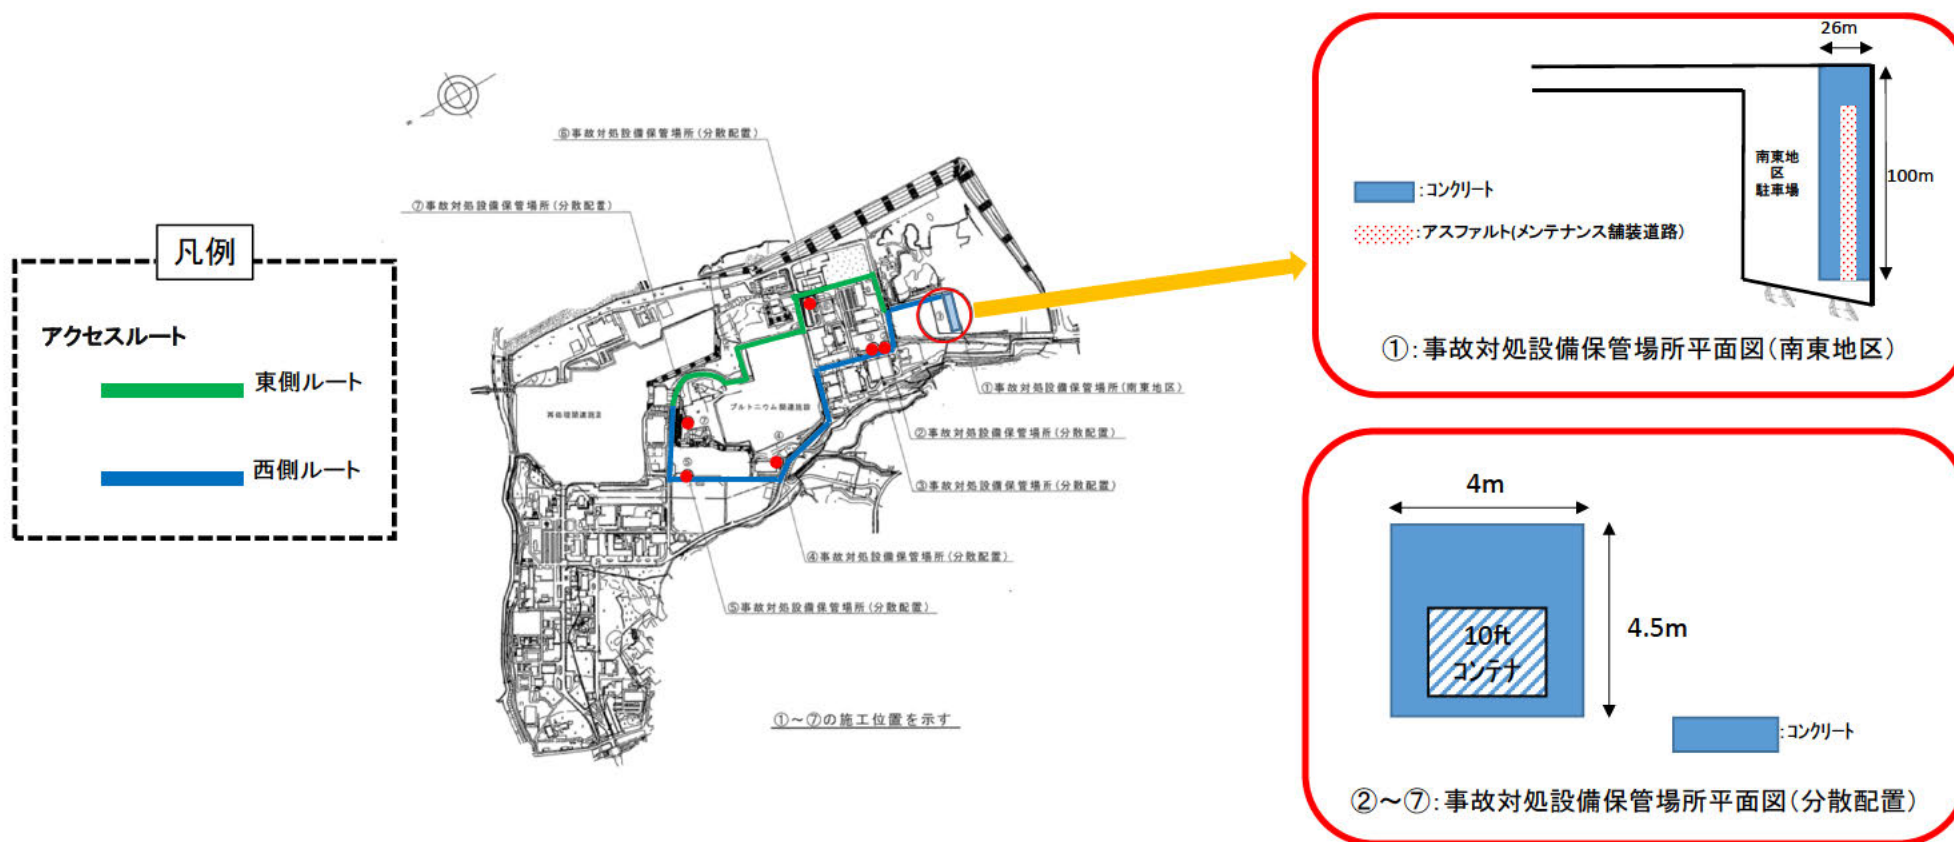 凡例
アクセスルート
東側ルート
西側ルート
⑥事故対処設備保管場所(分散配置)
⑦事故対処設備保管場所(分散配置)
③
①事故対処設備保管場所(南東地区)
プルトニウム関連施設
⑦
④
⑤
②事故対処設備保管場所(分散配置)
③事故対処設備保管場所(分散配置)
④事故対処設備保管場所(分散配置)
⑤事故対処設備保管場所(分散配置)
①~⑦の施工位置を示す
26m
100m
南東地
区
駐車場
:コンクリート
:アスファルト(メンテナンス舗装道路)
①:事故対処設備保管場所平面図(南東地区)
4m
4.5m
10ft
コンテナ
:コンクリート
②~⑦:事故対処設備保管場所平面図(分散配置)